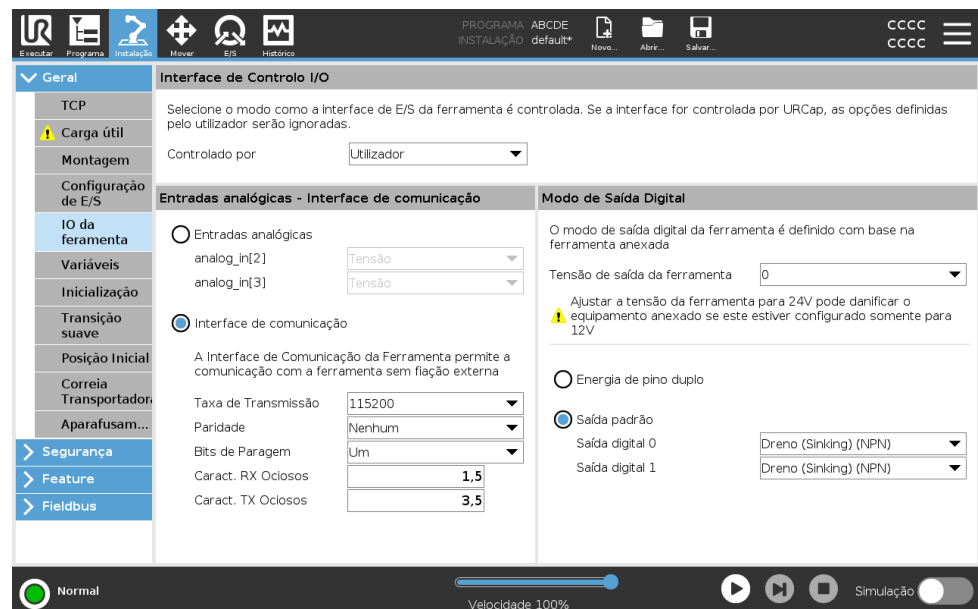 Executar
Programa
Instalação
Mover
E/S
Histórico
PROGRAMA ABCDE
INSTALAÇÃO default*
Novo...
Abrir...
Salvar...
CCCC
CCCC
Geral
TCP
Carga útil
Montagem
Configuração
de E/S
IO da
feramenta
Variáveis
Inicialização
Transição
suave
Posição Inicial
Correia
Transportadora
Aparafusam...
Segurança
Feature
Fieldbus
Interface de Controlo I/O
Selecione o modo como a interface de E/S da ferramenta é controlada. Se a interface for controlada por URCap, as opções definidas
pelo utilizador serão ignoradas.
Controlado por Utilizador
Entradas analógicas - Interface de comunicação
Entradas analógicas
analog_in[2] Tensão
analog_in[3] Tensão
Interface de comunicação
A Interface de Comunicação da Ferramenta permite a
comunicação com a ferramenta sem fiação externa
Taxa de Transmissão 115200
Paridade Nenhum
Bits de Paragem Um
Caract. RX Ociosos 1,5
Caract. TX Ociosos 3,5
Modo de Saída Digital
O modo de saída digital da ferramenta é definido com base na
ferramenta anexada
Tensão de saída da ferramenta 0
Ajustar a tensão da ferramenta para 24V pode danificar o
equipamento anexado se este estiver configurado somente para
12V
Energia de pino duplo
Saída padrão
Saída digital 0 Dreno (Sinking) (NPN)
Saída digital 1 Dreno (Sinking) (NPN)
Normal
Velocidade 100%
Simulação